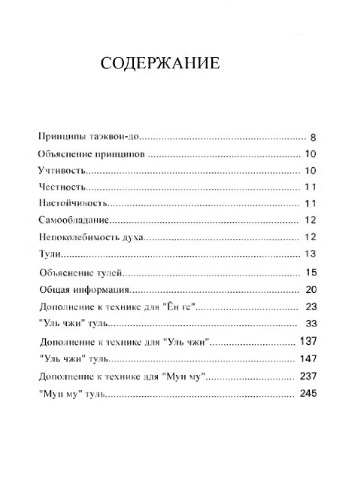 СОДЕРЖАНИЕ
Принципы таэквон-до 8
Объяснение принципов 10
Учтивость 10
Честность 11
Настойчивость 11
Самообладание 12
Непоколебимость духа 12
Тули 13
Объяснение тулей 15
Общая информация 20
Дополнение к технике для "Ён ге" 23
"Уль чжи" туль 33
Дополнение к технике для "Уль чжи" 137
"Уль чжи" туль 147
Дополнение к технике для "Мун му" 237
"Мун му" туль 245